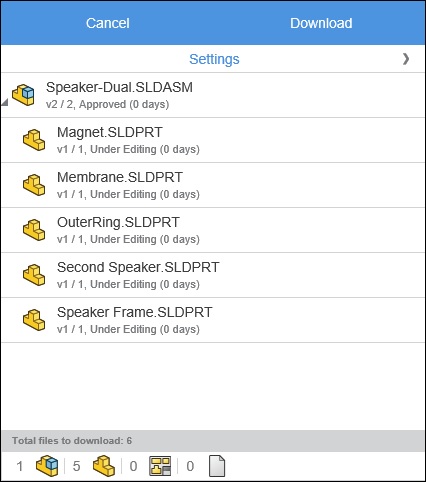 Cancel Download
Settings
Speaker-Dual.SLDASM
v2 / 2, Approved (0 days)
Magnet.SLDPRT
v1 / 1, Under Editing (0 days)
Membrane.SLDPRT
v1 / 1, Under Editing (0 days)
OuterRing.SLDPRT
v1 / 1, Under Editing (0 days)
Second Speaker.SLDPRT
v1 / 1, Under Editing (0 days)
Speaker Frame.SLDPRT
v1 / 1, Under Editing (0 days)
Total files to download: 6
1 5 0 0